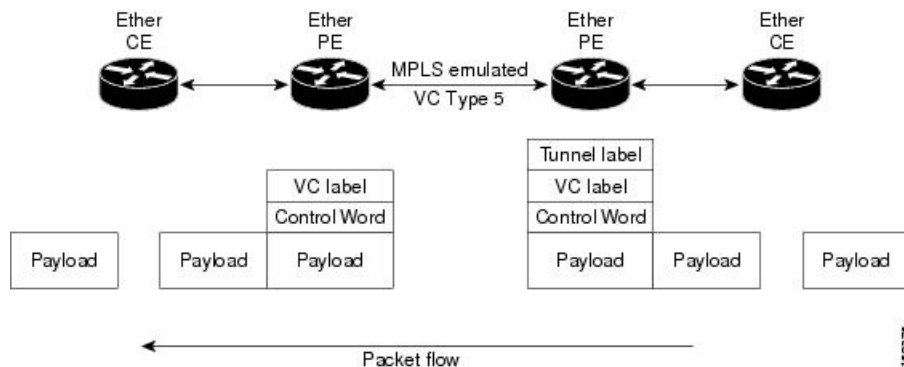 Ether
CE
Ether
PE
Ether
PE
Ether
CE
MPLS emulated
VC Type 5
Tunnel label
VC label
VC label
Control Word
Control Word
Payload
Payload
Payload
Payload
Payload
Payload
Packet flow